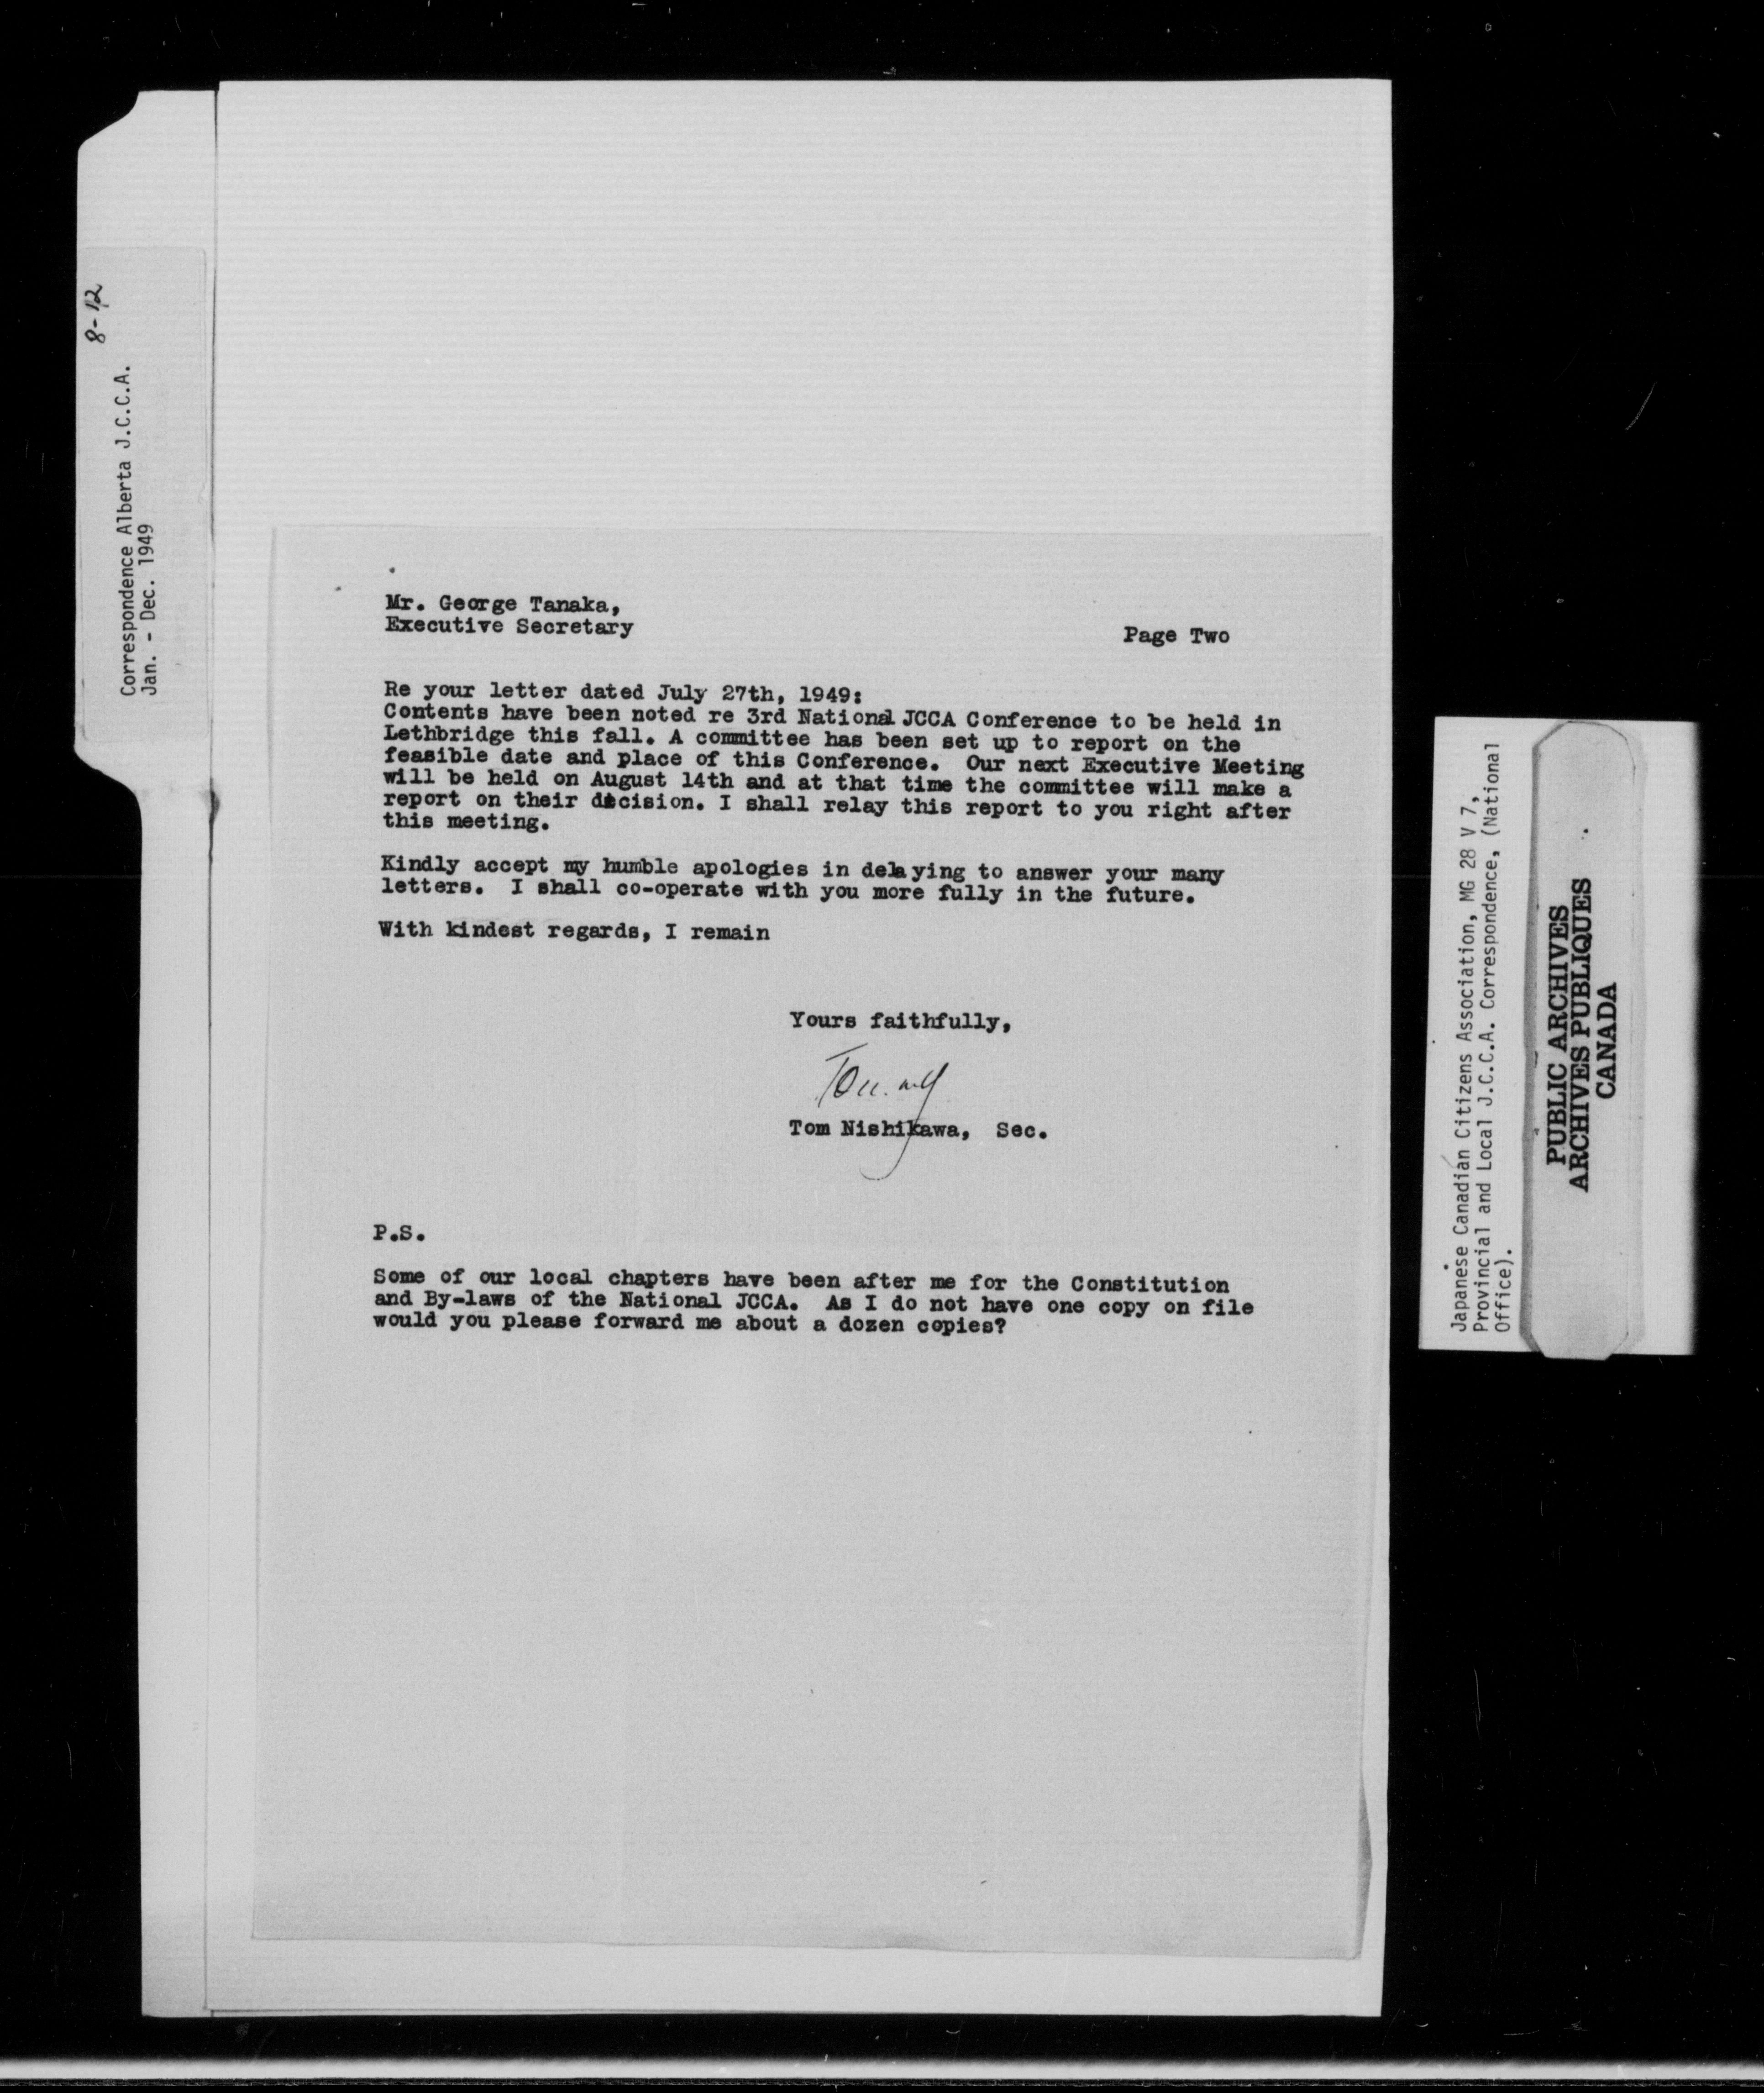 8-12
Correspondence Alberta J.C.C.A.
Jan. - Dec. 1949
Mr. George Tanaka,
Executive Secretary
Page Two
Re your letter dated July 27th, 1949:
Contents have been noted re 3rd National JCCA Conference to be held in
Lethbridge this fall. A committee has been set up to report on the
feasible date and place of this Conference. Our next Executive Meeting
will be held on August 14th and at that time the committee will make a
report on their decision. I shall relay this report to you right after
this meeting.
Kindly accept my humble apologies in delaying to answer your many
letters. I shall co-operate with you more fully in the future.
With kindest regards, I remain
Yours faithfully,
Tommy
Tom Nishikawa, Sec.
P.S.
Some of our local chapters have been after me for the Constitution
and By-laws of the National JCCA. As I do not have one copy on file
would you please forward me about a dozen copies?
Japanese Canadian Citizens Association, MG 28 V 7,
Provincial and Local J.C.C.A. Correspondence, (National
Office).
PUBLIC ARCHIVES
ARCHIVES PUBLIQUES
CANADA